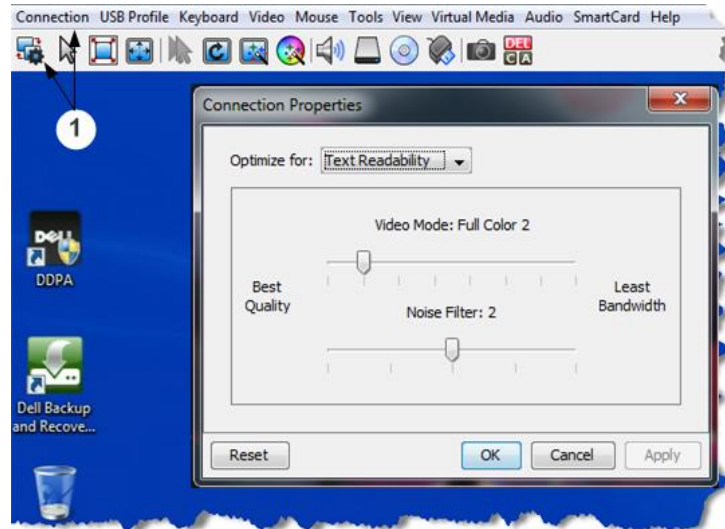 Connection USB Profile Keyboard Video Mouse Tools View Virtual Media Audio SmartCard Help
DEL
C A
1
Connection Properties
Optimize for: Text Readability
Video Mode: Full Color 2
Best
Quality
Least
Bandwidth
Noise Filter: 2
DELL
DDPA
Dell Backup
and Recove...
Reset OK Cancel Apply